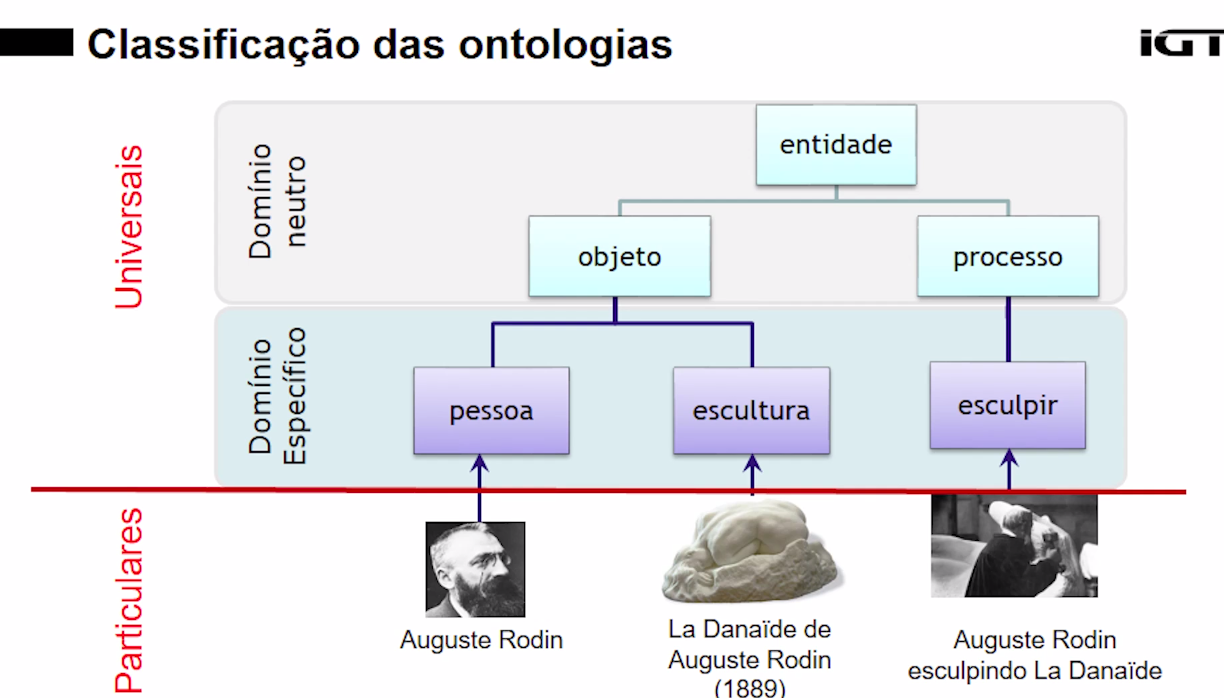 Classificação das ontologias
iGT
Universais
Domínio
neutro
entidade
objeto
processo
Domínio
Específico
pessoa
escultura
esculpir
Particulares
Auguste Rodin
La Danaïde de
Auguste Rodin
(1889)
Auguste Rodin
esculpindo La Danaïde